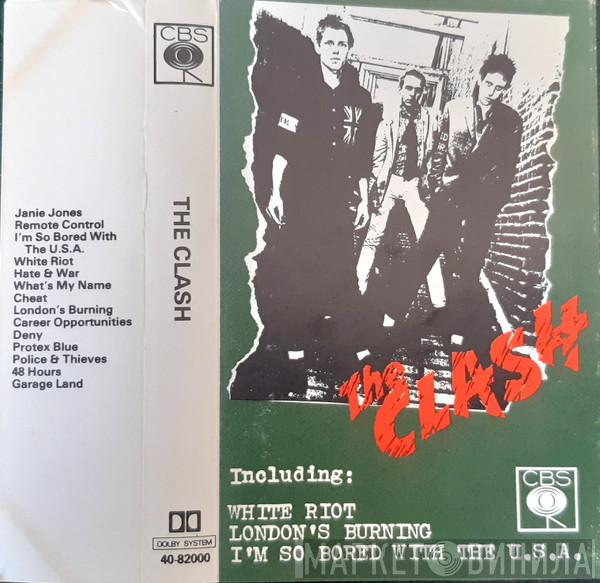 Janie Jones
Remote Control
I'm So Bored With
The U.S.A.
White Riot
Hate & War
What's My Name
Cheat
London's Burning
Career Opportunities
Deny
Protex Blue
Police & Thieves
48 Hours
Garage Land
CBS
THE CLASH
DOLBY SYSTEM
40-82000
the CLASH
Including:
WHITE RIOT
LONDON'S BURNING
I'M SO BORED WITH THE U.S.A.
CBS
МАРКЕТ ВИНИЛА